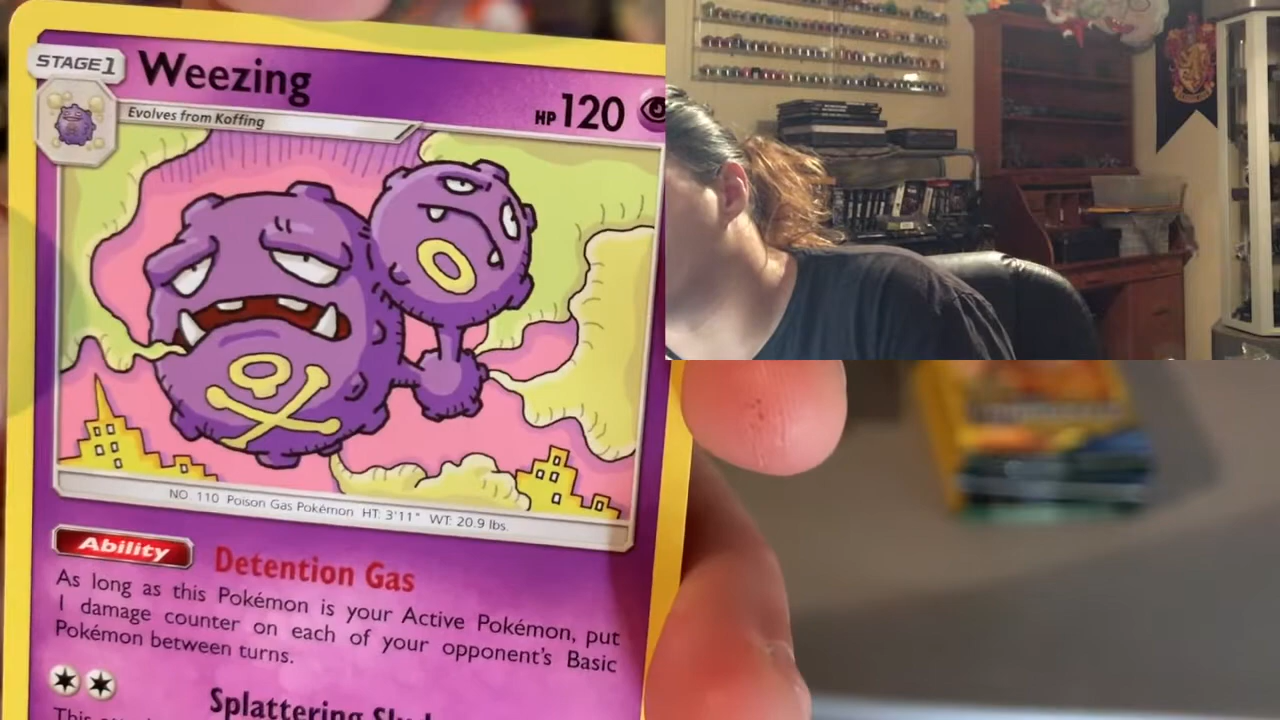 STAGE1
Weezing
Evolves from Koffing
HP 120
NO. 110 Poison Gas Pokémon HT: 3'11" WT: 20.9 lbs.
Ability Detention Gas
As long as this Pokémon is your Active Pokémon, put
1 damage counter on each of your opponent's Basic
Pokémon between turns.
Splattering
This